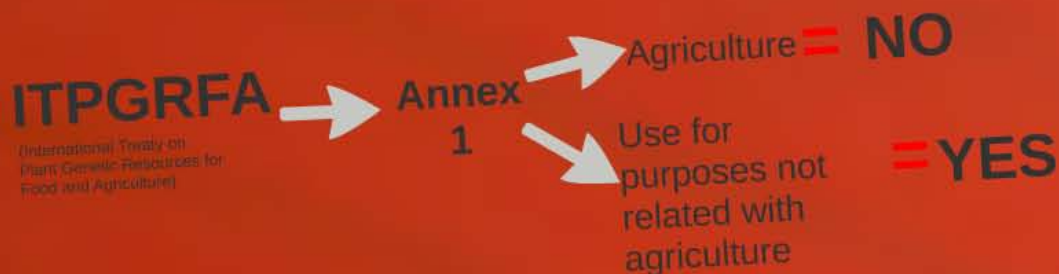 ITPGRFA
(International Treaty on
Plant Genetic Resources for
Food and Agriculture)
Annex
1
Agriculture = NO
Use for
purposes not
related with
agriculture
= YES